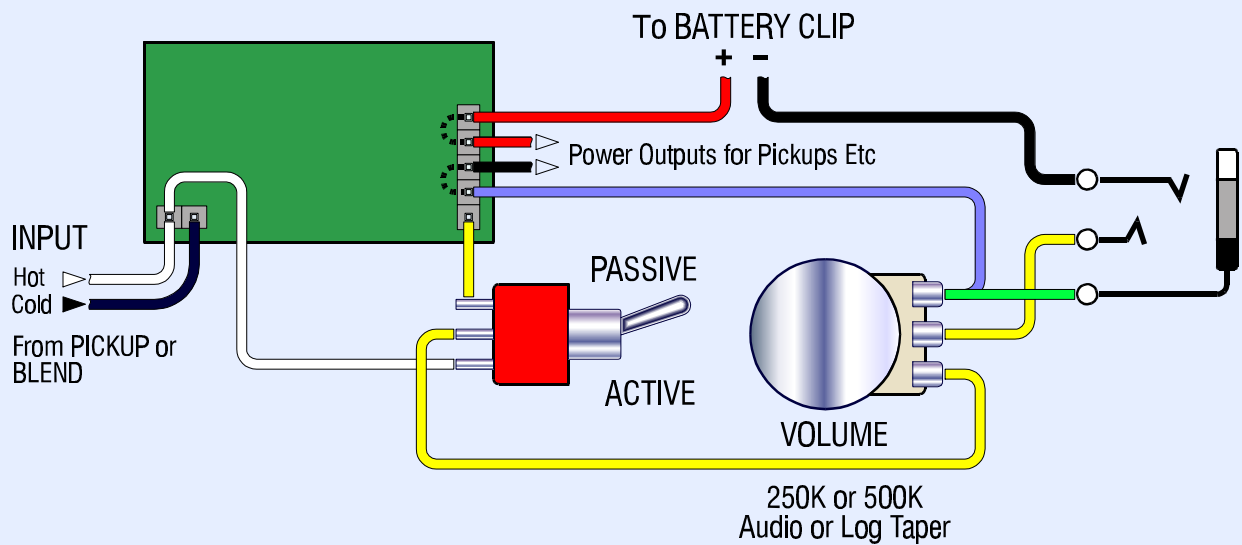 To BATTERY CLIP
+ −
Power Outputs for Pickups Etc
INPUT
Hot
Cold
From PICKUP or
BLEND
PASSIVE
ACTIVE
VOLUME
250K or 500K
Audio or Log Taper